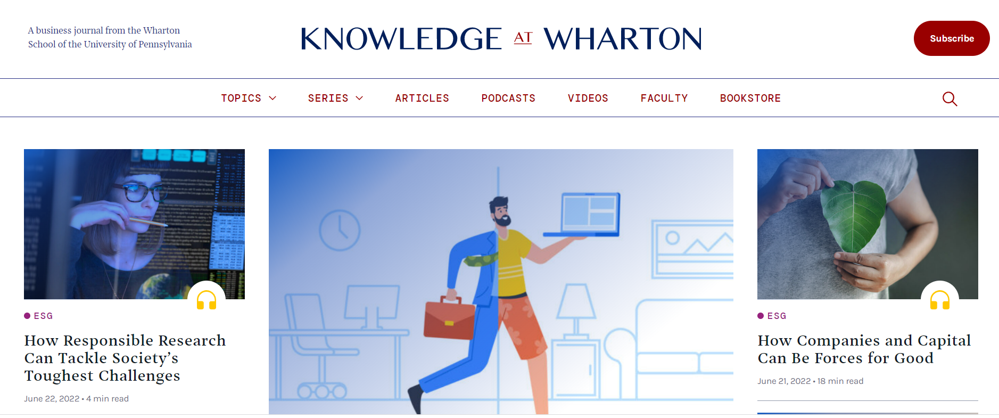 A business journal from the Wharton
School of the University of Pennsylvania
KNOWLEDGE AT WHARTON
Subscribe
TOPICS
SERIES
ARTICLES
PODCASTS
VIDEOS
FACULTY
BOOKSTORE
ESG
How Responsible Research
Can Tackle Society’s
Toughest Challenges
June 22, 2022 • 4 min read
ESG
How Companies and Capital
Can Be Forces for Good
June 21, 2022 • 18 min read